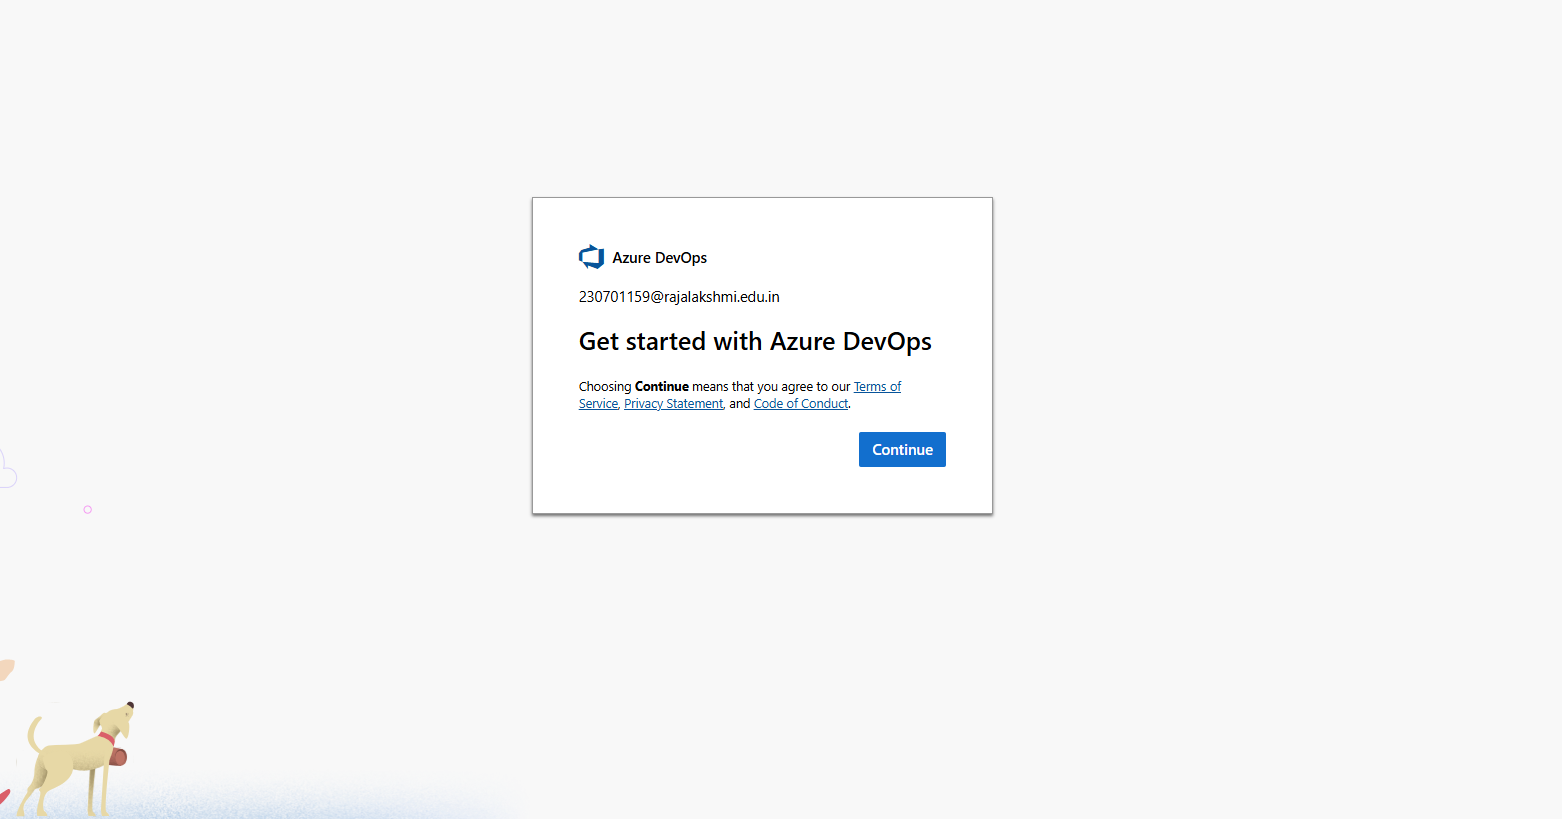 Azure DevOps
230701159@rajalakshmi.edu.in
Get started with Azure DevOps
Choosing Continue means that you agree to our Terms of
Service, Privacy Statement, and Code of Conduct.
Continue